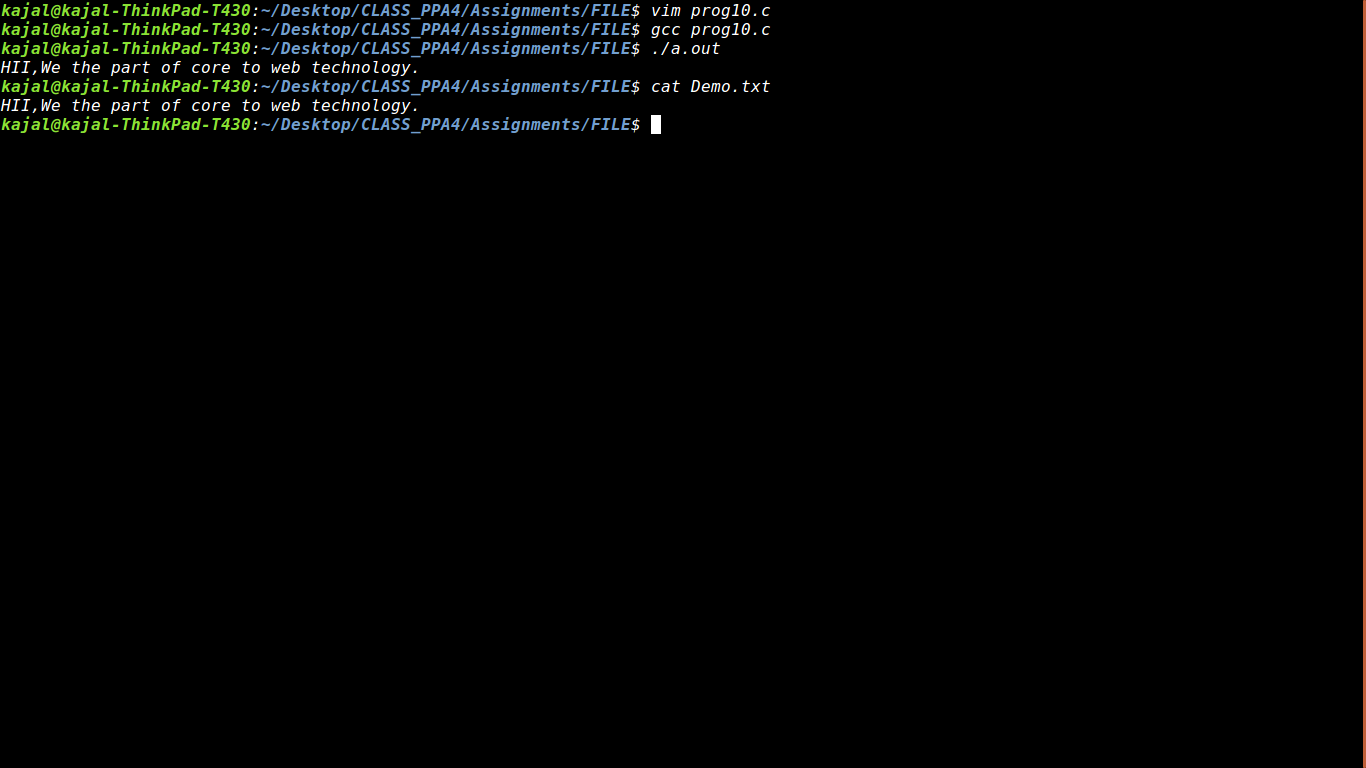 kajal@kajal-ThinkPad-T430:~/Desktop/CLASS_PPA4/Assignments/FILE$ vim prog10.c
kajal@kajal-ThinkPad-T430:~/Desktop/CLASS_PPA4/Assignments/FILE$ gcc prog10.c
kajal@kajal-ThinkPad-T430:~/Desktop/CLASS_PPA4/Assignments/FILE$ ./a.out
HII,We the part of core to web technology.
kajal@kajal-ThinkPad-T430:~/Desktop/CLASS_PPA4/Assignments/FILE$ cat Demo.txt
HII,We the part of core to web technology.
kajal@kajal-ThinkPad-T430:~/Desktop/CLASS_PPA4/Assignments/FILE$